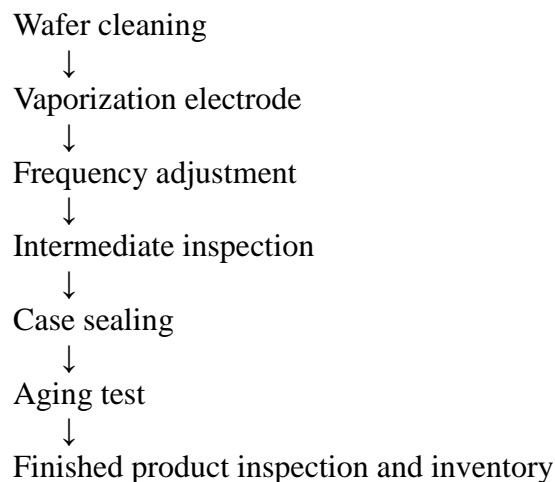 Wafer cleaning
↓
Vaporization electrode
↓
Frequency adjustment
↓
Intermediate inspection
↓
Case sealing
↓
Aging test
↓
Finished product inspection and inventory